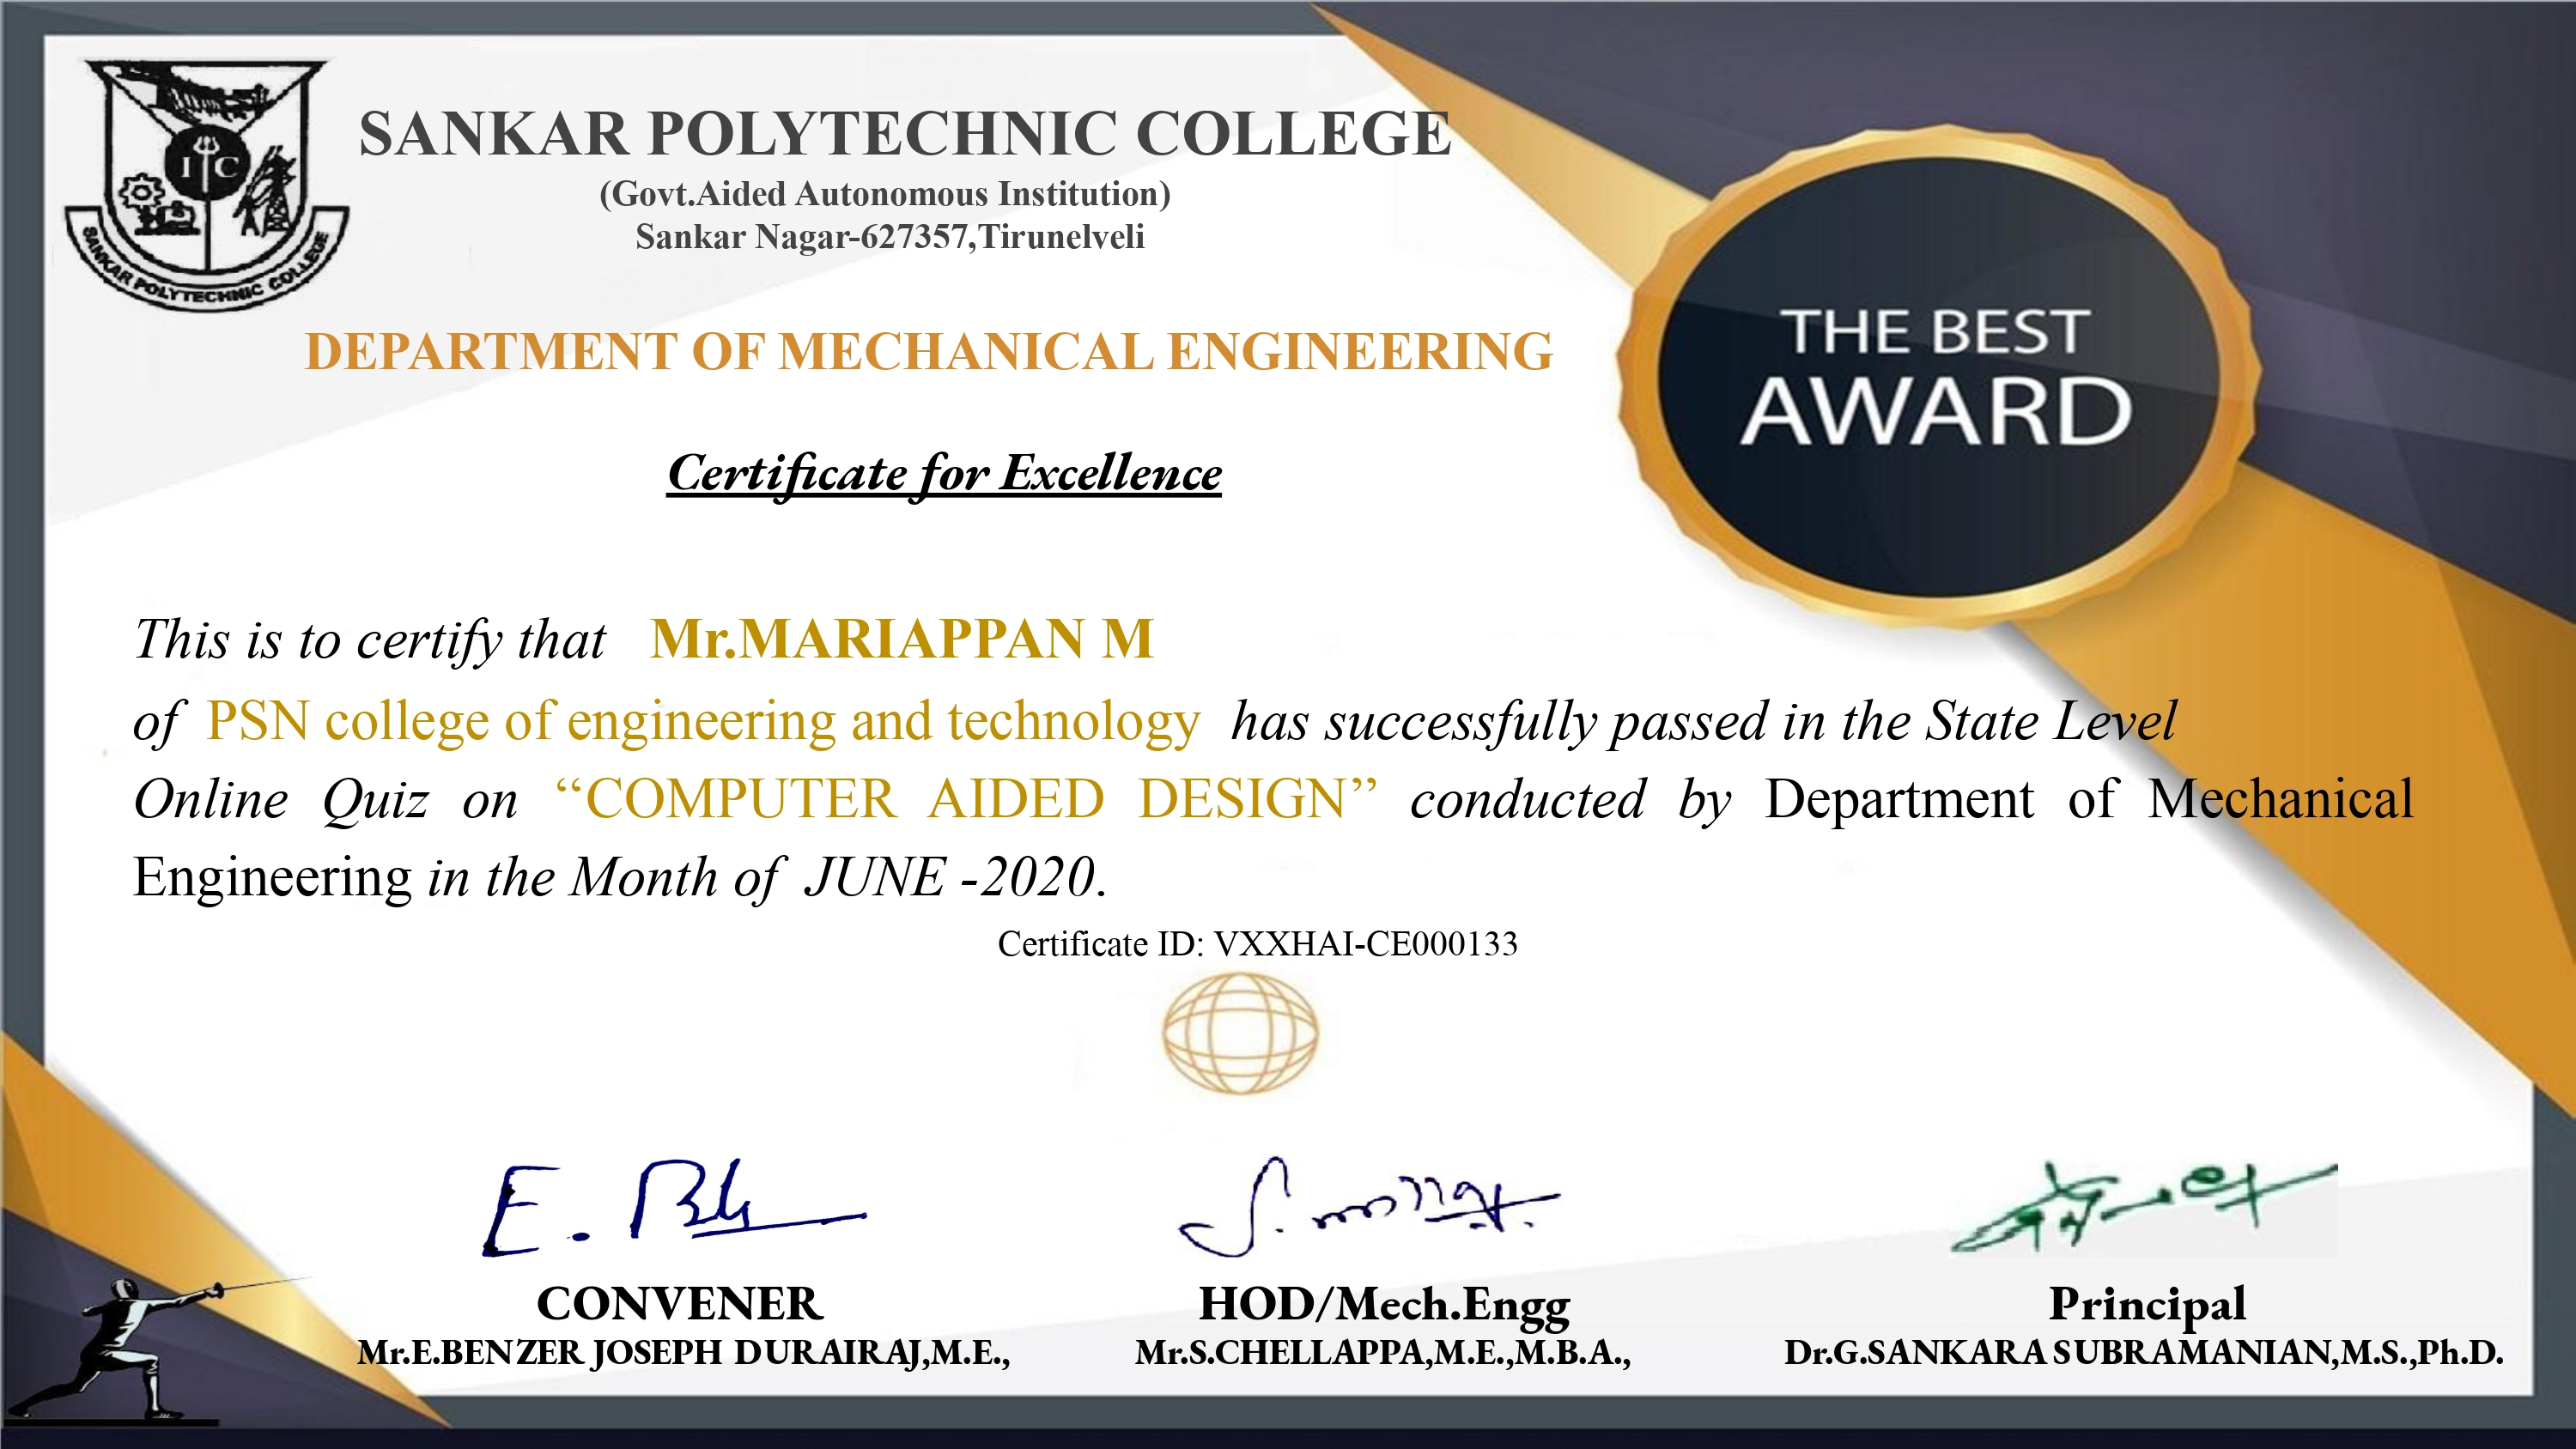 SANKAR POLYTECHNIC COLLEGE
(Govt.Aided Autonomous Institution)
Sankar Nagar-627357,Tirunelveli
I C
SANKAR POLYTECHNIC COLLEGE
DEPARTMENT OF MECHANICAL ENGINEERING
THE BEST
AWARD
Certificate for Excellence
This is to certify that Mr.MARIAPPAN M
of PSN college of engineering and technology has successfully passed in the State Level
Online Quiz on “COMPUTER AIDED DESIGN” conducted by Department of Mechanical
Engineering in the Month of JUNE -2020.
Certificate ID: VXXHAI-CE000133
CONVENER
Mr.E.BENZER JOSEPH DURAIRAJ,M.E.,
HOD/Mech.Engg
Mr.S.CHELLAPPA,M.E.,M.B.A.,
Principal
Dr.G.SANKARA SUBRAMANIAN,M.S.,Ph.D.